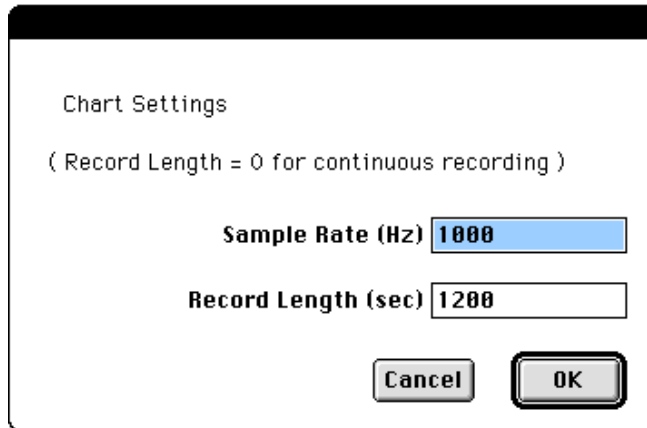 Chart Settings
( Record Length = 0 for continuous recording )
Sample Rate (Hz) 1000
Record Length (sec) 1200
Cancel OK